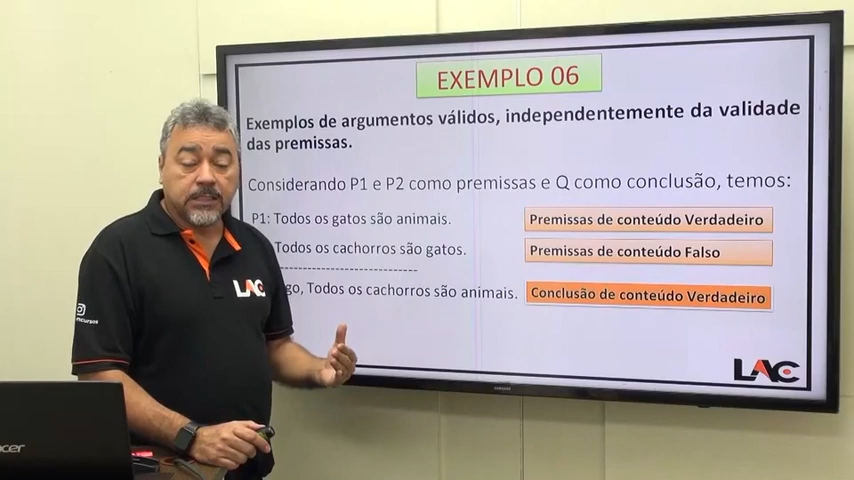 EXEMPLO 06
Exemplos de argumentos válidos, independentemente da validade
das premissas.
Considerando P1 e P2 como premissas e Q como conclusão, temos:
P1: Todos os gatos são animais.
Premissas de conteúdo Verdadeiro
Todos os cachorros são gatos.
Premissas de conteúdo Falso
------------------------
go, Todos os cachorros são animais.
Conclusão de conteúdo Verdadeiro
LAC
LAC
ncursos
SAMSUNG
acer